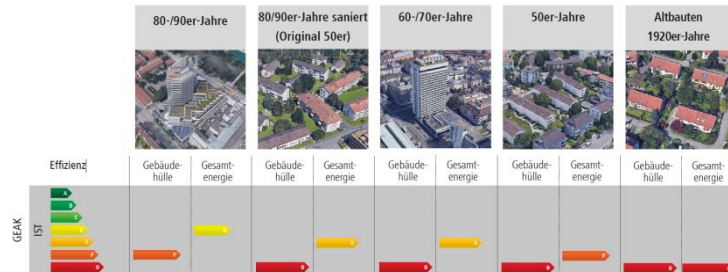 80-/90er-Jahre
80/90er-Jahre saniert
(Original 50er)
60-/70er-Jahre
50er-Jahre
Altbauten
1920er-Jahre
Effizienz
Gebäude-
hülle
Gesamt-
energie
Gebäude-
hülle
Gesamt-
energie
Gebäude-
hülle
Gesamt-
energie
Gebäude-
hülle
Gesamt-
energie
Gebäude-
hülle
Gesamt-
energie
GEAK
IST
A
B
C
D
E
F
G
F
D
G
E
G
E
G
F
G